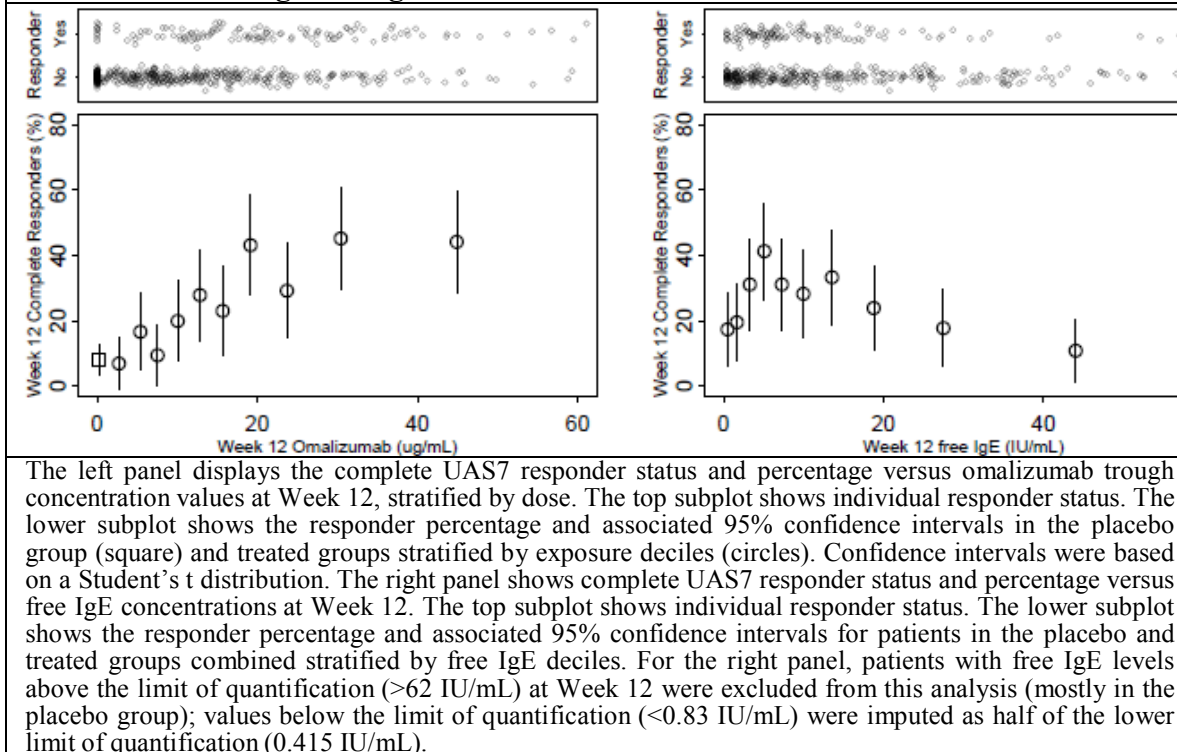 Yes
Responder
No
80
60
40
20
0
Week 12 Complete Responders (%)
0 20 40 60
Week 12 Omalizumab (ug/mL)
Yes
Responder
No
80
60
40
20
0
Week 12 Complete Responders (%)
0 20 40
Week 12 free IgE (IU/mL)
The left panel displays the complete UAS7 responder status and percentage versus omalizumab trough
concentration values at Week 12, stratified by dose. The top subplot shows individual responder status. The
lower subplot shows the responder percentage and associated 95% confidence intervals in the placebo
group (square) and treated groups stratified by exposure deciles (circles). Confidence intervals were based
on a Student’s t distribution. The right panel shows complete UAS7 responder status and percentage versus
free IgE concentrations at Week 12. The top subplot shows individual responder status. The lower subplot
shows the responder percentage and associated 95% confidence intervals for patients in the placebo and
treated groups combined stratified by free IgE deciles. For the right panel, patients with free IgE levels
above the limit of quantification (>62 IU/mL) at Week 12 were excluded from this analysis (mostly in the
placebo group); values below the limit of quantification (<0.83 IU/mL) were imputed as half of the lower
limit of quantification (0.415 IU/mL).